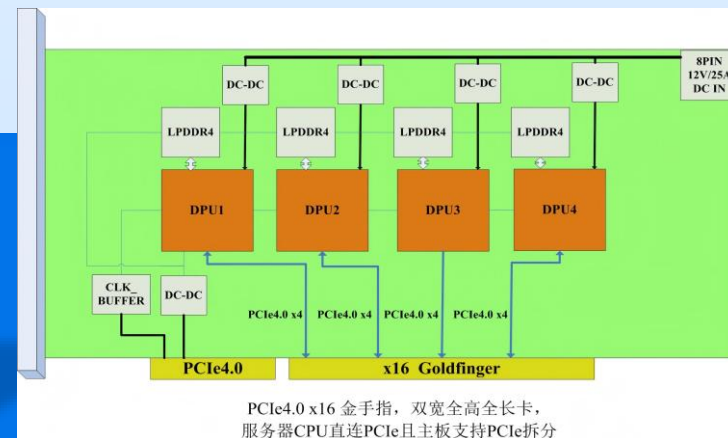 8PIN
12V/25A
DC IN
DC-DC
DC-DC
DC-DC
DC-DC
LPDDR4
LPDDR4
LPDDR4
LPDDR4
DPU1
DPU2
DPU3
DPU4
CLK_
BUFFER
DC-DC
PCIe4.0 x4
PCIe4.0 x4
PCIe4.0 x4
PCIe4.0 x4
PCIe4.0
x16 Goldfinger
PCIe4.0 x16 金手指，双宽全高全长卡，
服务器CPU直连PCIe且主板支持PCIe拆分